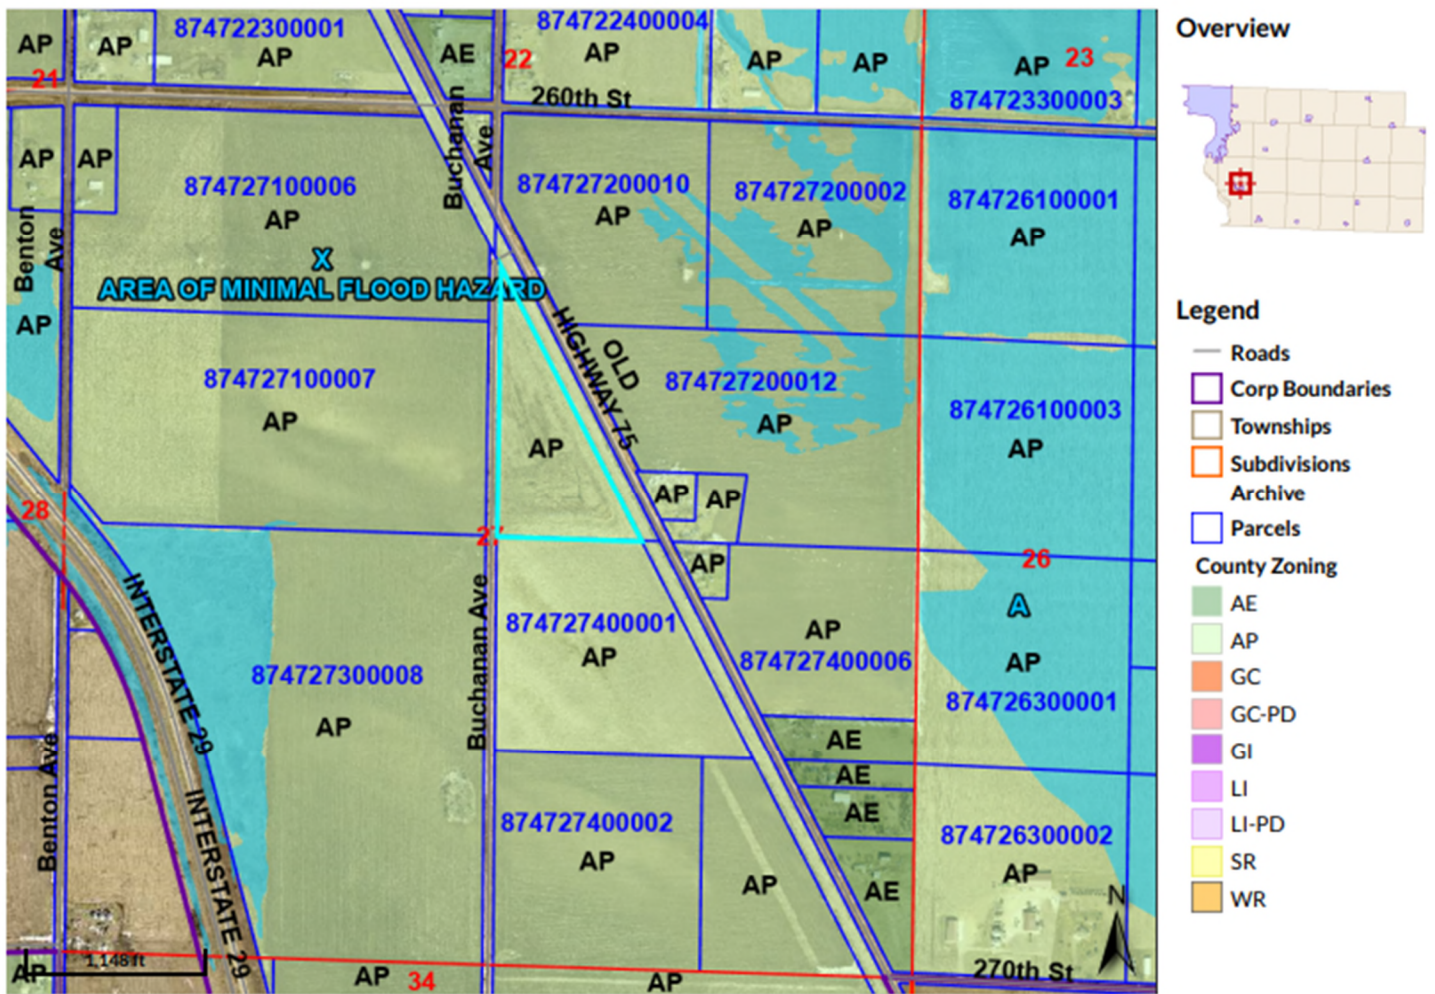 AP
AP
874722300001
AP
AE
22
874722400004
AP
AP
AP
AP
23
21
260th St
874723300003
AP
AP
Buchanan
Ave
874727100006
AP
874727200010
AP
874727200002
AP
874726100001
AP
Benton
Ave
X
AREA OF MINIMAL FLOOD HAZARD
AP
OLD
HIGHWAY 75
874727100007
AP
874727200012
AP
874726100003
AP
AP
AP
AP
28
27
AP
26
A
INTERSTATE 29
874727300008
AP
Buchanan Ave
874727400001
AP
AP
874727400006
AP
874726300001
AE
AE
AE
AE
Benton Ave
INTERSTATE 29
874727400002
AP
AP
874726300002
AP
N
1,148 ft
AP
AP
34
AP
270th St
Overview
Legend
Roads
Corp Boundaries
Townships
Subdivisions
Archive
Parcels
County Zoning
AE
AP
GC
GC-PD
GI
LI
LI-PD
SR
WR